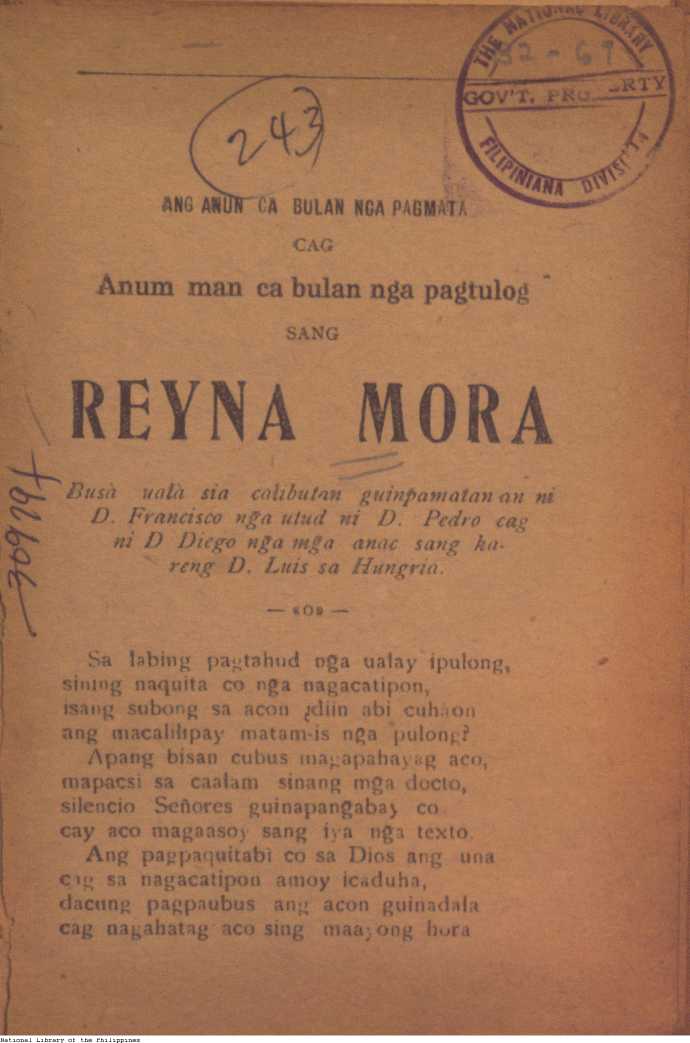 THE NATIONAL LIBRARY
32-67
GOV'T. PROPERTY
FILIPINIANA DIVISION
243
ANG ANUN CA BULAN NGA PAGMATA
CAG
Anum man ca bulan nga pagtulog
SANG
REYNA MORA
Busà ualà sia calibutan guinpamatan-an ni
D. Francisco nga utud ni D. Pedro cag
ni D Diego nga mga anac sang ha-
reng D. Luis sa Hungria.
— «O» —
Sa labing pagtahud nga ualay ipulong,
sining naquita co nga nagacatipon,
isang subong sa acon ¿diin abi cuhaon
ang macalilipay matam-is nga pulong?
Apang bisan cubus magapahayag aco,
mapacsi sa caalam sinang mga docto,
silencio Señores guinapangabay co
cay aco magaasoy sang iya nga texto.
Ang pagpaquitabì co sa Dios ang una
cag sa nagacatipon amoy icaduha,
dacung pagpaubus ang acon guinadala
cag nagahatag aco sing maayong hora
National Library of the Philippines